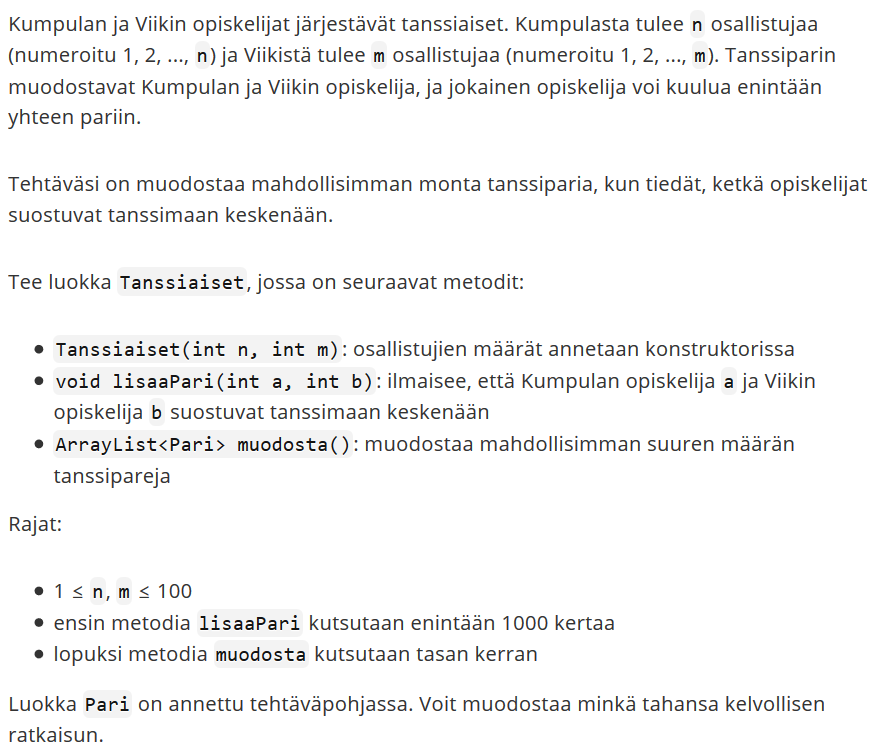 Kumpulan ja Viikin opiskelijat järjestävät tanssiaiset. Kumpulasta tulee n osallistujaa
(numeroitu 1, 2, ..., n) ja Viikistä tulee m osallistujaa (numeroitu 1, 2, ..., m). Tanssiparin
muodostavat Kumpulan ja Viikin opiskelija, ja jokainen opiskelija voi kuulua enintään
yhteen pariin.
Tehtäväsi on muodostaa mahdollisimman monta tanssiparia, kun tiedät, ketkä opiskelijat
suostuvat tanssimaan keskenään.
Tee luokka Tanssiaiset, jossa on seuraavat metodit:
• Tanssiaiset(int n, int m): osallistujien määrät annetaan konstruktorissa
• void lisaaPari(int a, int b): ilmaisee, että Kumpulan opiskelija a ja Viikin
opiskelija b suostuvat tanssimaan keskenään
• ArrayList<Pari> muodosta(): muodostaa mahdollisimman suuren määrän
tanssipareja
Rajat:
• 1 ≤ n, m ≤ 100
• ensin metodia lisaaPari kutsutaan enintään 1000 kertaa
• lopuksi metodia muodosta kutsutaan tasan kerran
Luokka Pari on annettu tehtäväpohjassa. Voit muodostaa minkä tahansa kelvollisen
ratkaisun.